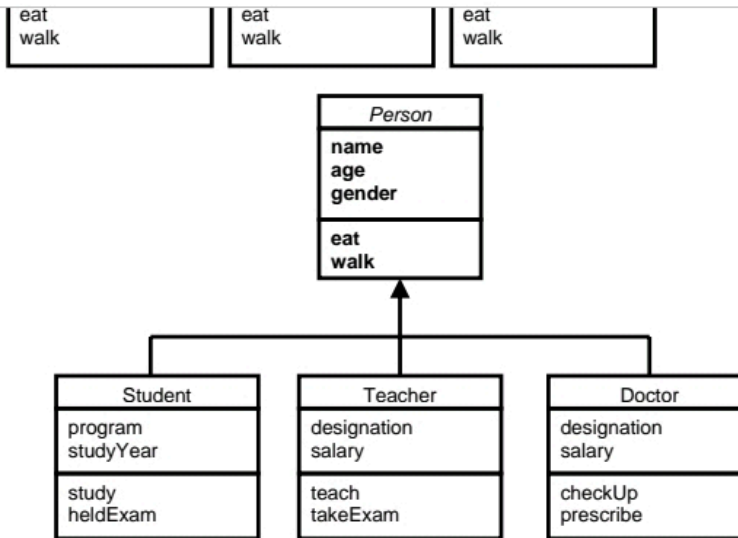 eat
walk
eat
walk
eat
walk
Person
name
age
gender
eat
walk
Student
program
studyYear
study
heldExam
Teacher
designation
salary
teach
takeExam
Doctor
designation
salary
checkUp
prescribe